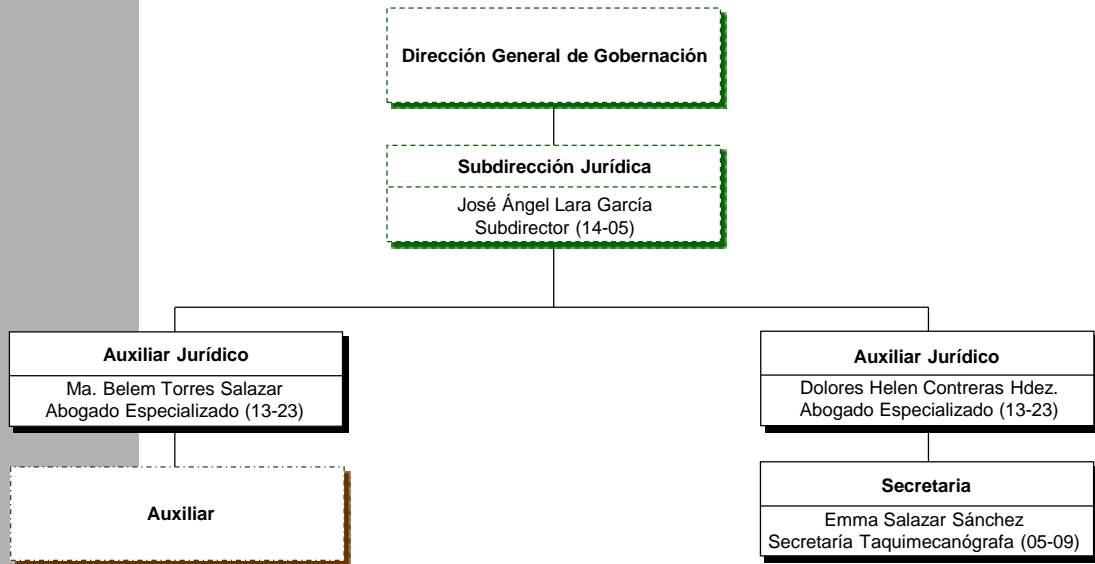 Dirección General de Gobernación
Subdirección Jurídica
José Ángel Lara García
Subdirector (14-05)
Auxiliar Jurídico
Ma. Belem Torres Salazar
Abogado Especializado (13-23)
Auxiliar Jurídico
Dolores Helen Contreras Hdez.
Abogado Especializado (13-23)
Auxiliar
Secretaria
Emma Salazar Sánchez
Secretaría Taquimecanógrafa (05-09)